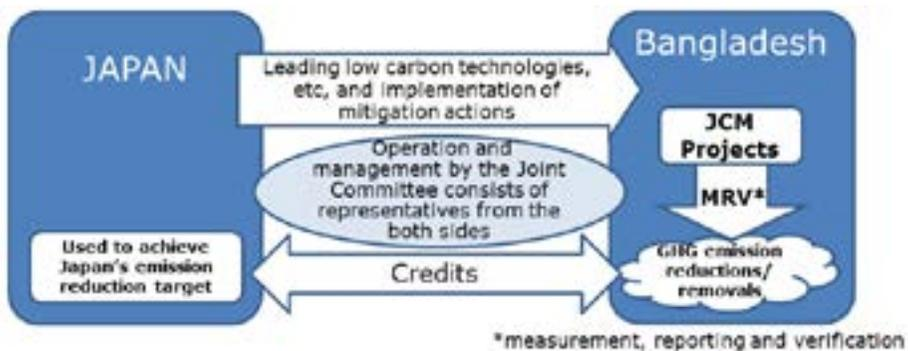 JAPAN
Bangladesh
Leading low carbon technologies,
etc, and implementation of
mitigation actions
JCM
Projects
Operation and
management by the Joint
Committee consists of
representatives from the
both sides
MRV*
Used to achieve
Japan's emission
reduction target
Credits
GHG emission
reductions/
removals
*measurement, reporting and verification